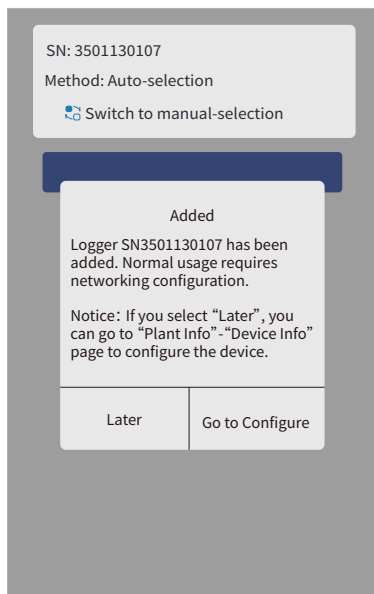 SN: 3501130107
Method: Auto-selection
Switch to manual-selection
Added
Logger SN3501130107 has been
added. Normal usage requires
networking configuration.
Notice: If you select “Later”, you
can go to “Plant Info”-“Device Info”
page to configure the device.
Later
Go to Configure